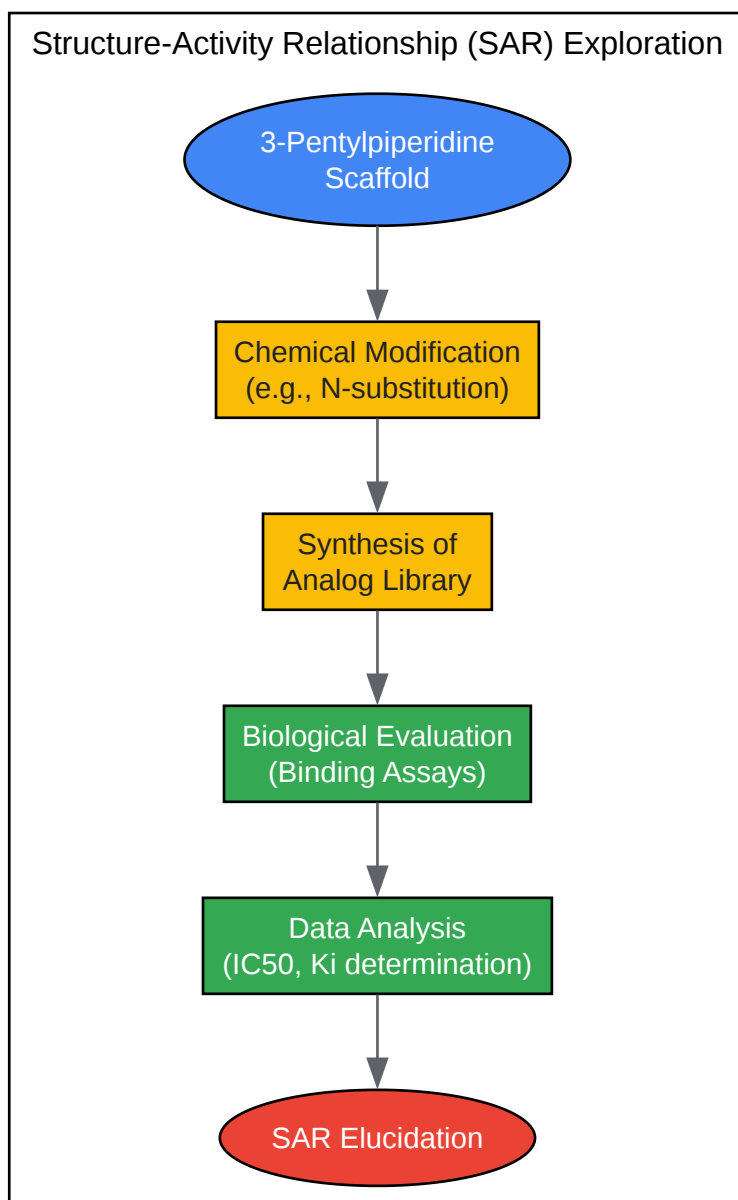 Structure-Activity Relationship (SAR) Exploration
3-Pentylpiperidine
Scaffold
Chemical Modification
(e.g., N-substitution)
Synthesis of
Analog Library
Biological Evaluation
(Binding Assays)
Data Analysis
(IC50, Ki determination)
SAR Elucidation